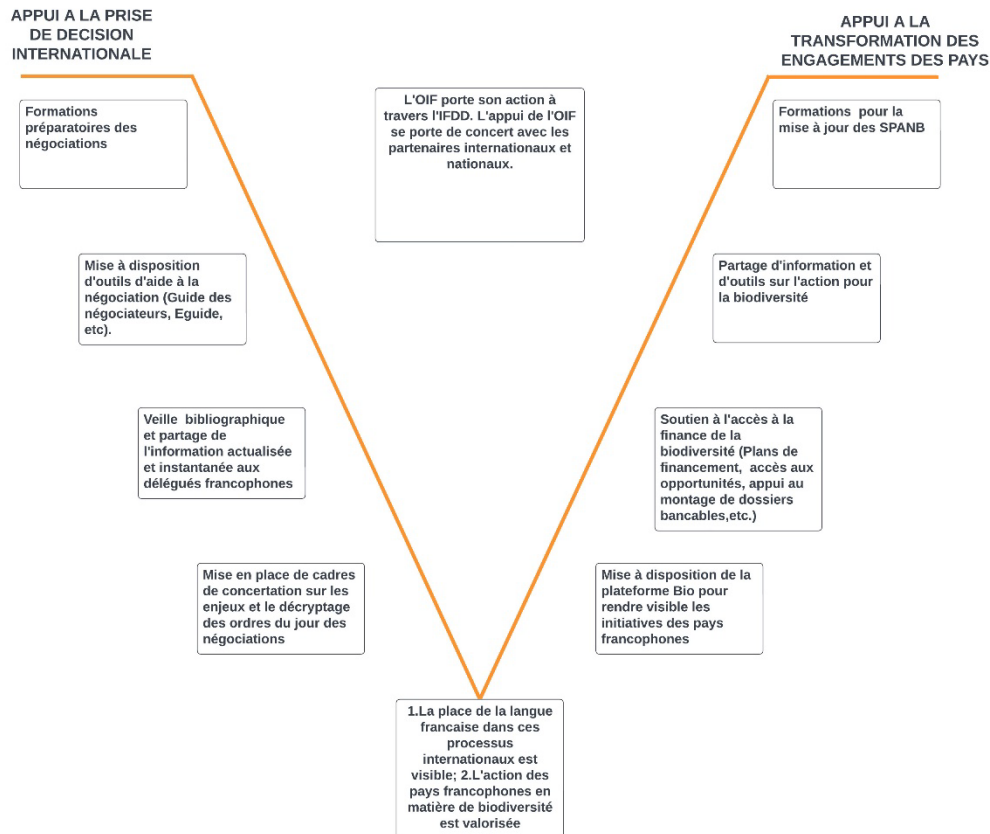 APPUI A LA PRISE
DE DECISION
INTERNATIONALE
APPUI A LA
TRANSFORMATION DES
ENGAGEMENTS DES PAYS
Formations
préparatoires des
négociations
L'OIF porte son action à
travers l'IFDD. L'appui de l'OIF
se porte de concert avec les
partenaires internationaux et
nationaux.
Formations  pour la
mise à jour des SPANB
Mise à disposition
d'outils d'aide à la
négociation (Guide des
négociateurs, Eguide,
etc).
Partage d'information et
d'outils sur l'action pour
la biodiversité
Veille  bibliographique
et partage de
l'information actualisée
et instantanée aux
délégués francophones
Soutien à l'accès à la
finance de la
biodiversité (Plans de
financement,  accès aux
opportunités, appui au
montage de dossiers
bancables,etc.)
Mise en place de cadres
de concertation sur les
enjeux et le décryptage
des ordres du jour des
négociations
Mise à disposition de la
plateforme Bio pour
rendre visible les
initiatives des pays
francophones
1.La place de la langue
francaise dans ces
processus
internationaux est
visible; 2.L'action des
pays francophones en
matière de biodiversité
est valorisée